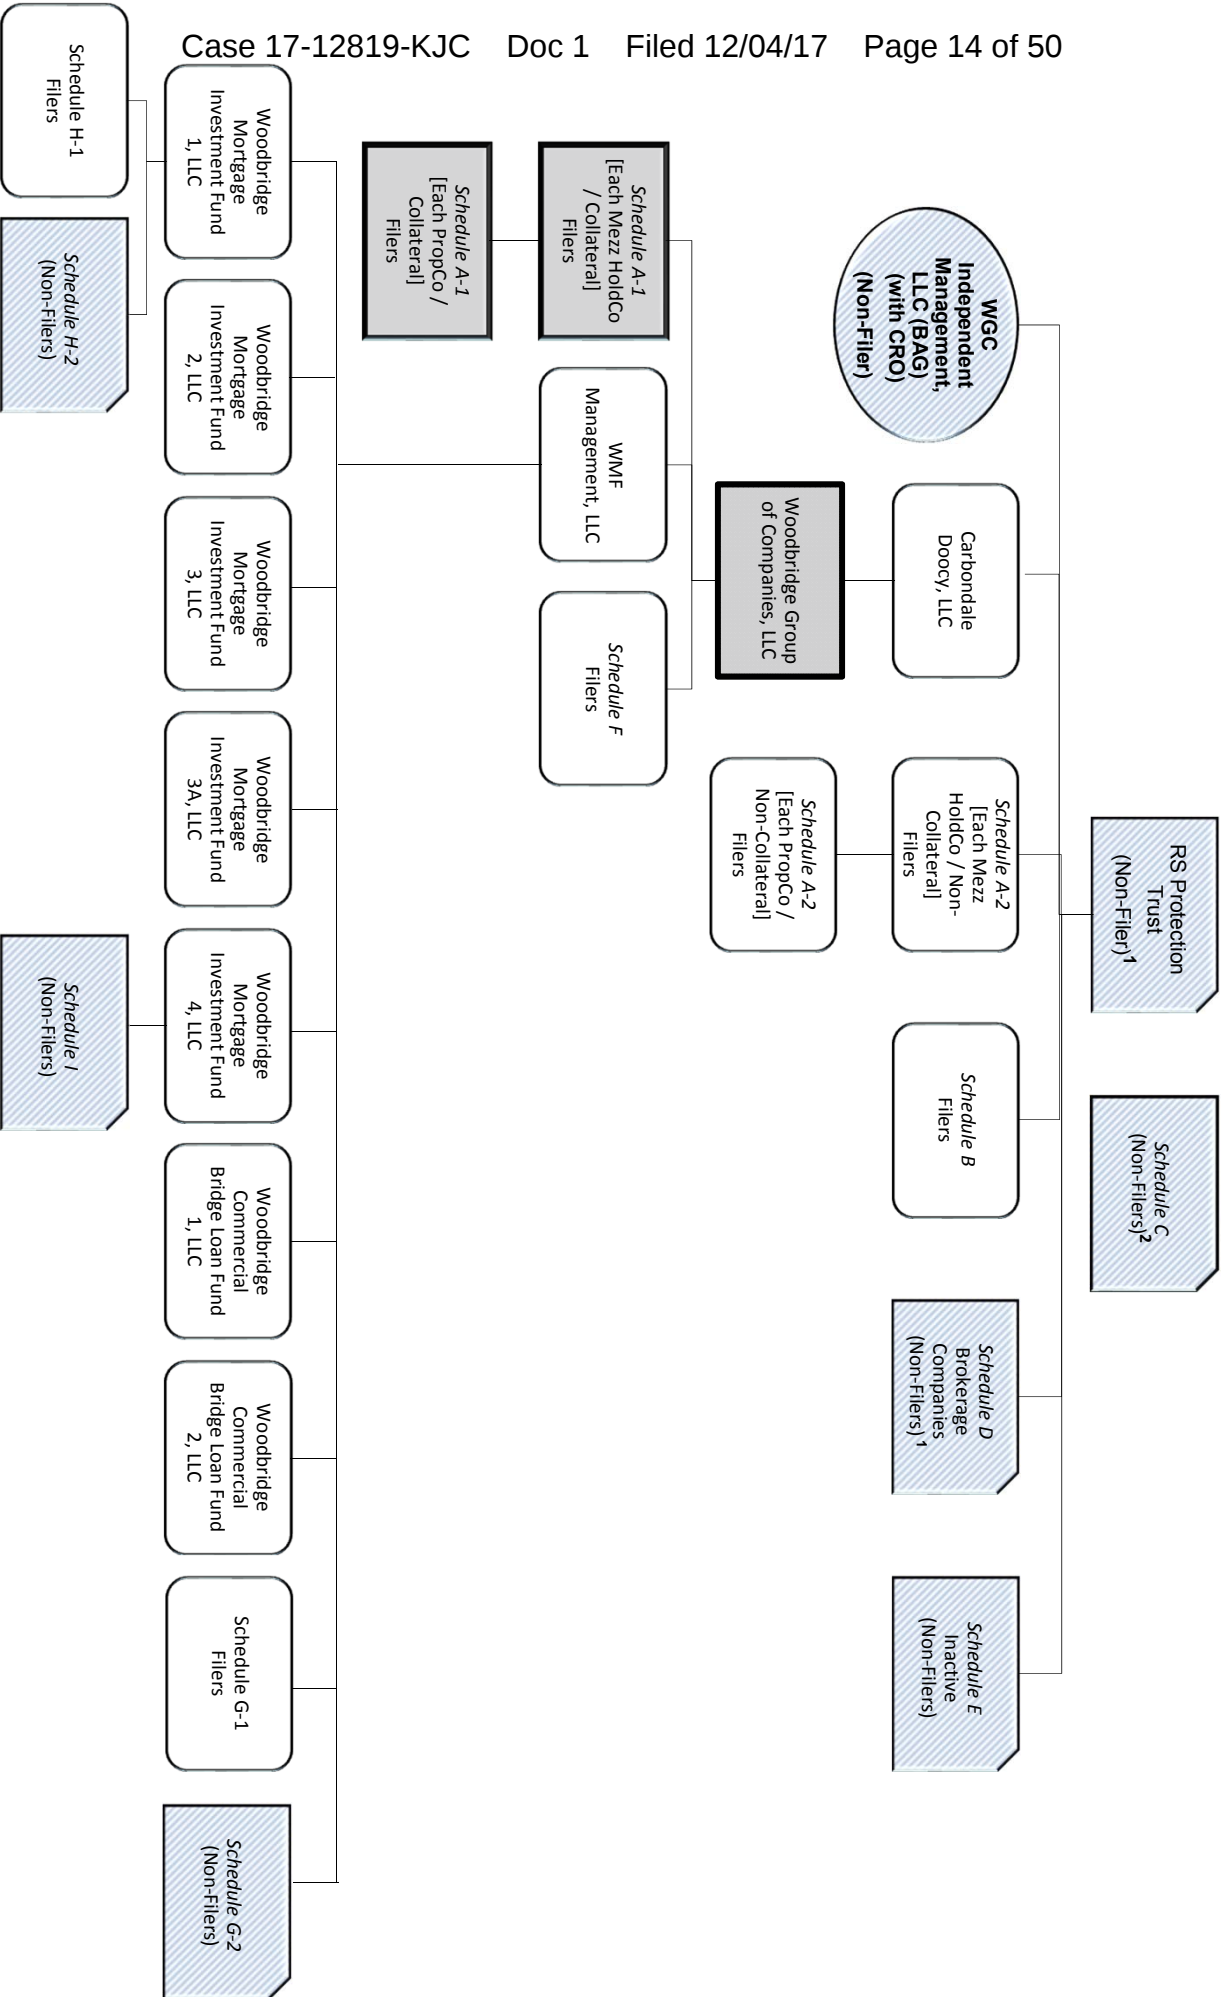 Case 17-12819-KJC Doc 1 Filed 12/04/17 Page 14 of 50
RS Protection
Trust
(Non-Filer)¹
Schedule C
(Non-Filers)²
WGC
Independent
Management,
LLC (BAG)
(with CRO)
(Non-Filer)
Carbondale
Doocy, LLC
Schedule A-2
[Each Mezz
HoldCo / Non-
Collateral]
Filers
Schedule B
Filers
Schedule D
Brokerage
Companies
(Non-Filers) ¹
Schedule E
Inactive
(Non-Filers)
Woodbridge Group
of Companies, LLC
Schedule A-2
[Each PropCo /
Non-Collateral]
Filers
Schedule A-1
[Each Mezz HoldCo
/ Collateral]
Filers
WMF
Management, LLC
Schedule F
Filers
Schedule A-1
[Each PropCo /
Collateral]
Filers
Woodbridge
Mortgage
Investment Fund
1, LLC
Woodbridge
Mortgage
Investment Fund
2, LLC
Woodbridge
Mortgage
Investment Fund
3, LLC
Woodbridge
Mortgage
Investment Fund
3A, LLC
Woodbridge
Mortgage
Investment Fund
4, LLC
Woodbridge
Commercial
Bridge Loan Fund
1, LLC
Woodbridge
Commercial
Bridge Loan Fund
2, LLC
Schedule G-1
Filers
Schedule G-2
(Non-Filers)
Schedule H-1
Filers
Schedule H-2
(Non-Filers)
Schedule I
(Non-Filers)